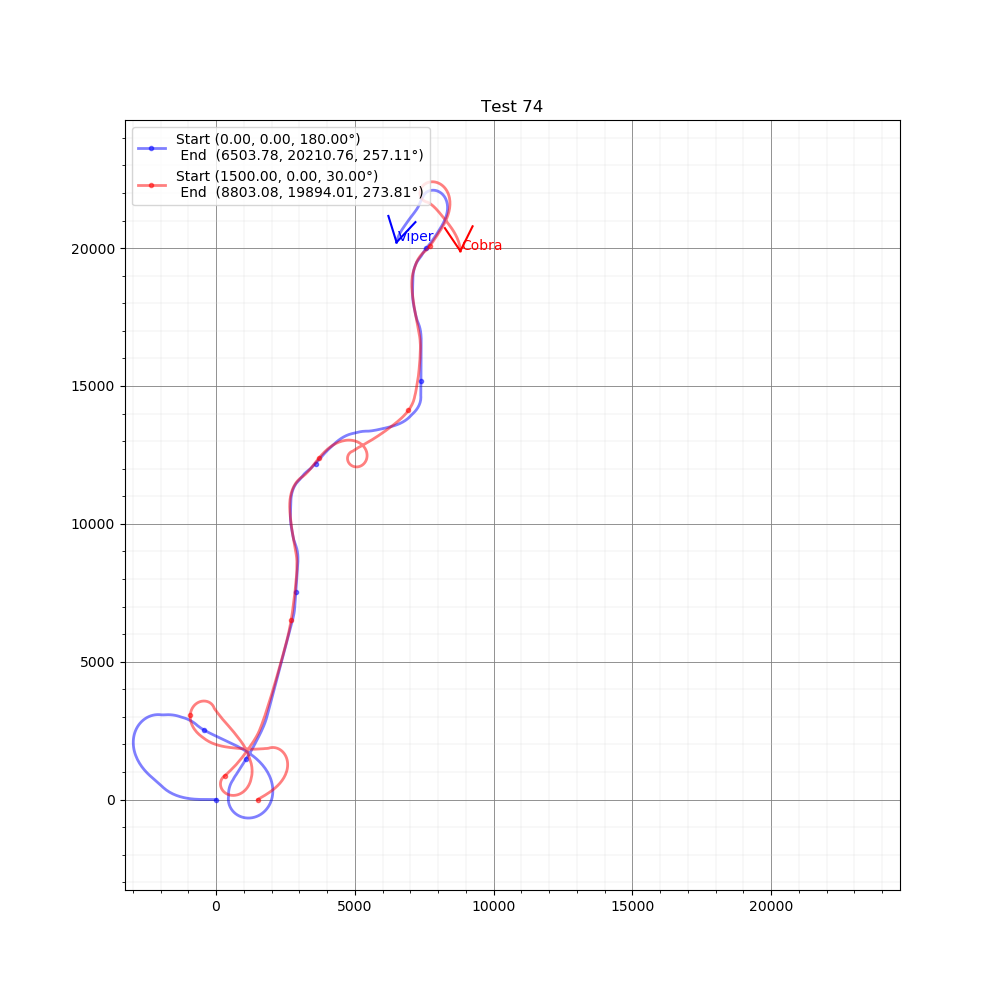 Test 74
Start (0.00, 0.00, 180.00°)
End (6503.78, 20210.76, 257.11°)
Start (1500.00, 0.00, 30.00°)
End (8803.08, 19894.01, 273.81°)
Viper
Cobra
20000
15000
10000
5000
0
0 5000 10000 15000 20000